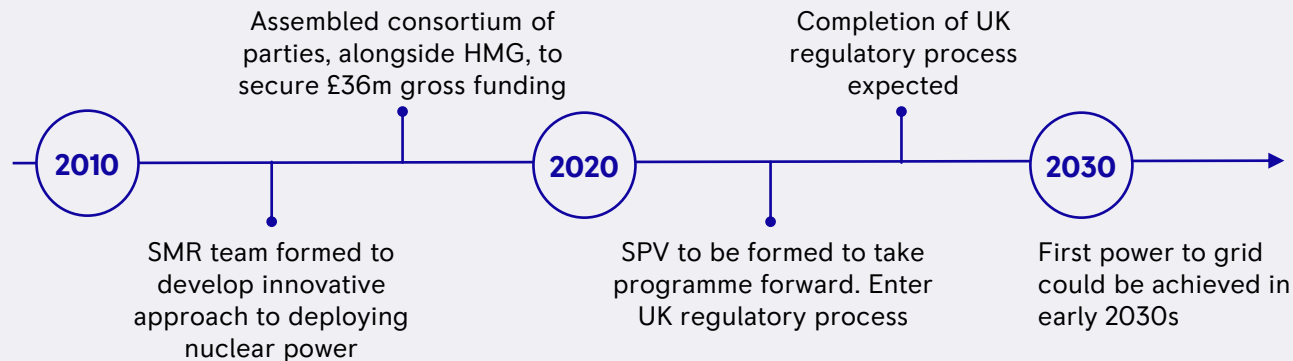 Assembled consortium of
parties, alongside HMG, to
secure £36m gross funding
Completion of UK
regulatory process
expected
2010
2020
2030
SMR team formed to
develop innovative
approach to deploying
nuclear power
SPV to be formed to take
programme forward. Enter
UK regulatory process
First power to grid
could be achieved in
early 2030s